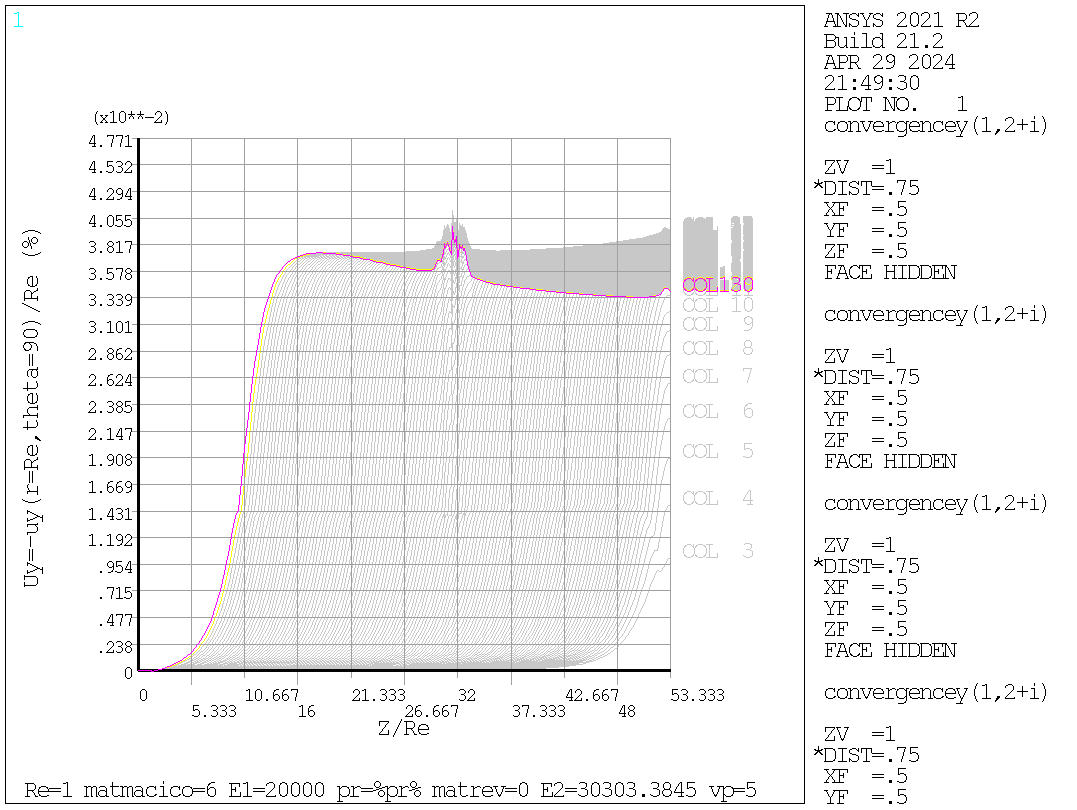 1
ANSYS 2021 R2
Build 21.2
APR 29 2024
21:49:30
PLOT NO.   1
convergencey(1,2+i)
ZV  =1
*DIST=.75
XF  =.5
YF  =.5
ZF  =.5
FACE HIDDEN
convergencey(1,2+i)
ZV  =1
*DIST=.75
XF  =.5
YF  =.5
ZF  =.5
FACE HIDDEN
convergencey(1,2+i)
ZV  =1
*DIST=.75
XF  =.5
YF  =.5
ZF  =.5
FACE HIDDEN
convergencey(1,2+i)
ZV  =1
*DIST=.75
XF  =.5
YF  =.5
(x10**-2)
4.771
4.532
4.294
4.055
3.817
3.578
3.339
3.101
2.862
2.624
2.385
2.147
1.908
1.669
1.431
1.192
.954
.715
.477
.238
0
Uy=-uy(r=Re,theta=90)/Re (%)
COL130
COL 10
COL  9
COL  8
COL  7
COL  6
COL  5
COL  4
COL  3
0
5.333
10.667
16
21.333
26.667
32
37.333
42.667
48
53.333
Z/Re
Re=1 matmacico=6 E1=20000 pr=%pr% matrev=0 E2=30303.3845 vp=5